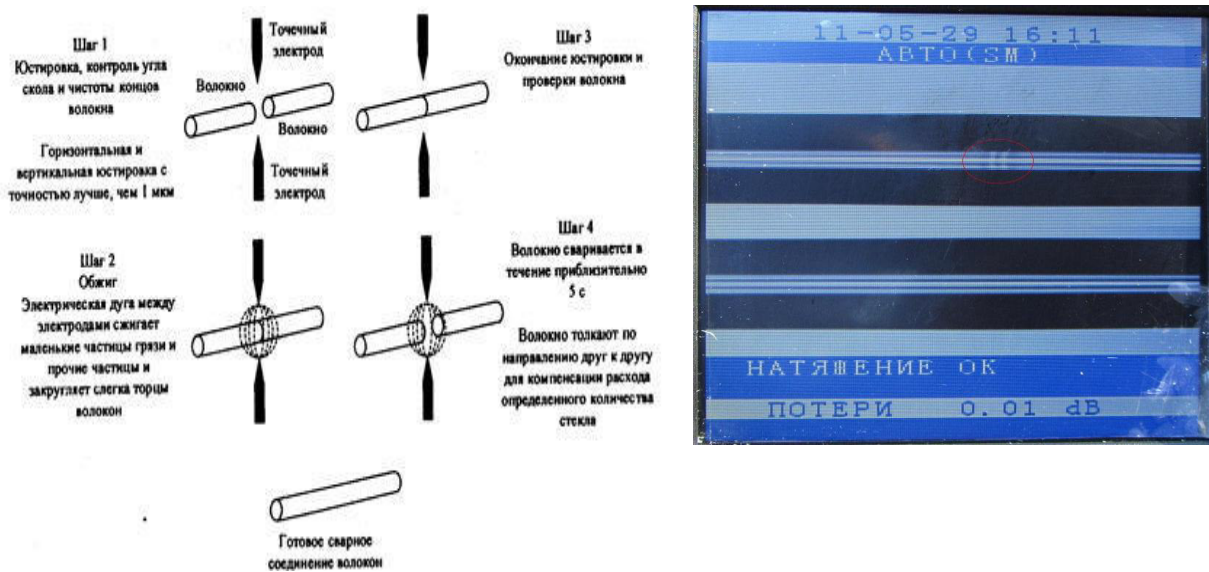 Шаг 1
Юстировка, контроль угла
скола и чистоты концов
волокна
Горизонтальная и
вертикальная юстировка с
точностью лучше, чем 1 мкм
Волокно
Точечный
электрод
Волокно
Точечный
электрод
Шаг 2
Обжиг
Электрическая дуга между
электродами сжигает
маленькие частицы грязи и
прочие частицы и
закругляет слегка торцы
волокон
Шаг 3
Окончание юстировки и
проверки волокна
Шаг 4
Волокно сваривается в
течение приблизительно
5 с
Волокно толкают по
направлению друг к другу
для компенсации расхода
определенного количества
стекла
Готовое сварное
соединение волокон
11-05-29 16:11
АВТО(SM)
НАТЯЖЕНИЕ ОК
ПОТЕРИ 0.01 dB